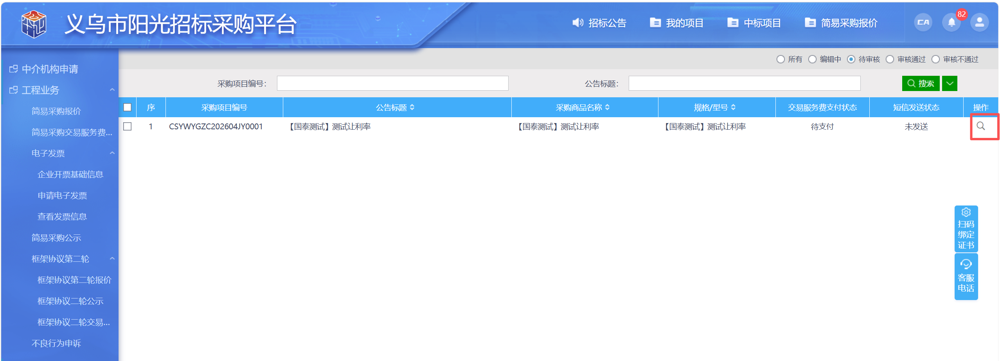 义乌市阳光招标采购平台
招标公告 我的项目 中标项目 简易采购报价 CA 82
中介机构申请
工程业务
简易采购报价
简易采购交易服务费...
电子发票
企业开票基础信息
申请电子发票
查看发票信息
简易采购公示
框架协议第二轮
框架协议第二轮报价
框架协议二轮公示
框架协议二轮交易...
不良行为申诉
所有 编辑中 待审核 审核通过 审核不通过
采购项目编号： 公告标题： 搜索
序 采购项目编号 公告标题 采购商品名称 规格/型号 交易服务费支付状态 短信发送状态 操作
1 CSYWYGZC202604JY0001 【国泰测试】测试让利率 【国泰测试】测试让利率 【国泰测试】测试让利率 待支付 未发送
扫码
绑定
证书
客服
电话